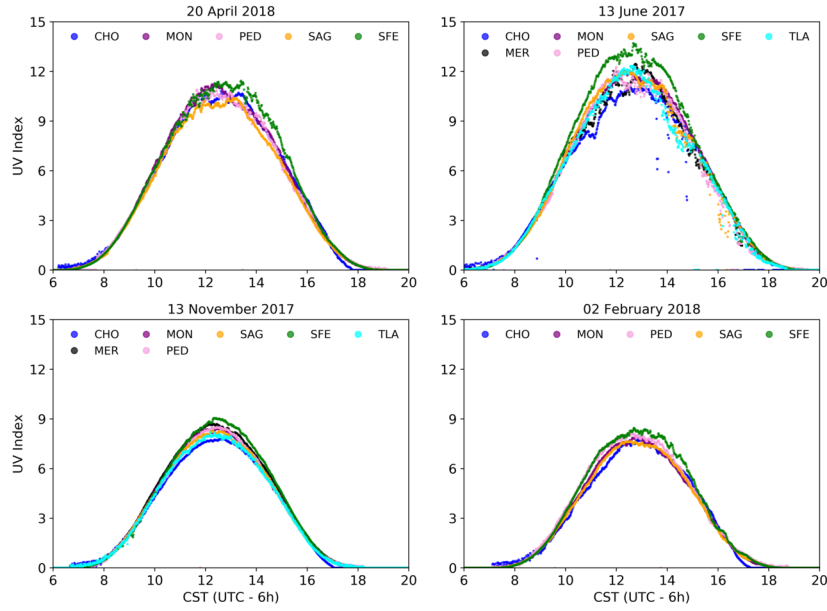 20 April 2018
CHO MON PED SAG SFE
UV Index
15
12
9
6
3
0
6 8 10 12 14 16 18 20
13 June 2017
CHO MON SAG SFE TLA
MER PED
15
12
9
6
3
0
6 8 10 12 14 16 18 20
13 November 2017
CHO MON SAG SFE TLA
MER PED
UV Index
15
12
9
6
3
0
6 8 10 12 14 16 18 20
CST (UTC - 6h)
02 February 2018
CHO MON PED SAG SFE
15
12
9
6
3
0
6 8 10 12 14 16 18 20
CST (UTC - 6h)